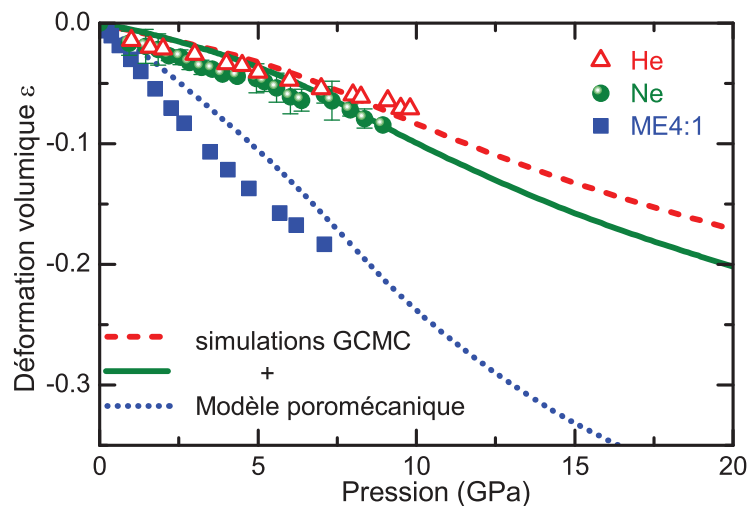 0.0
-0.1
-0.2
-0.3
Déformation volumique ε
He
Ne
ME4:1
simulations GCMC
+
Modèle poromécanique
0 5 10 15 20
Pression (GPa)